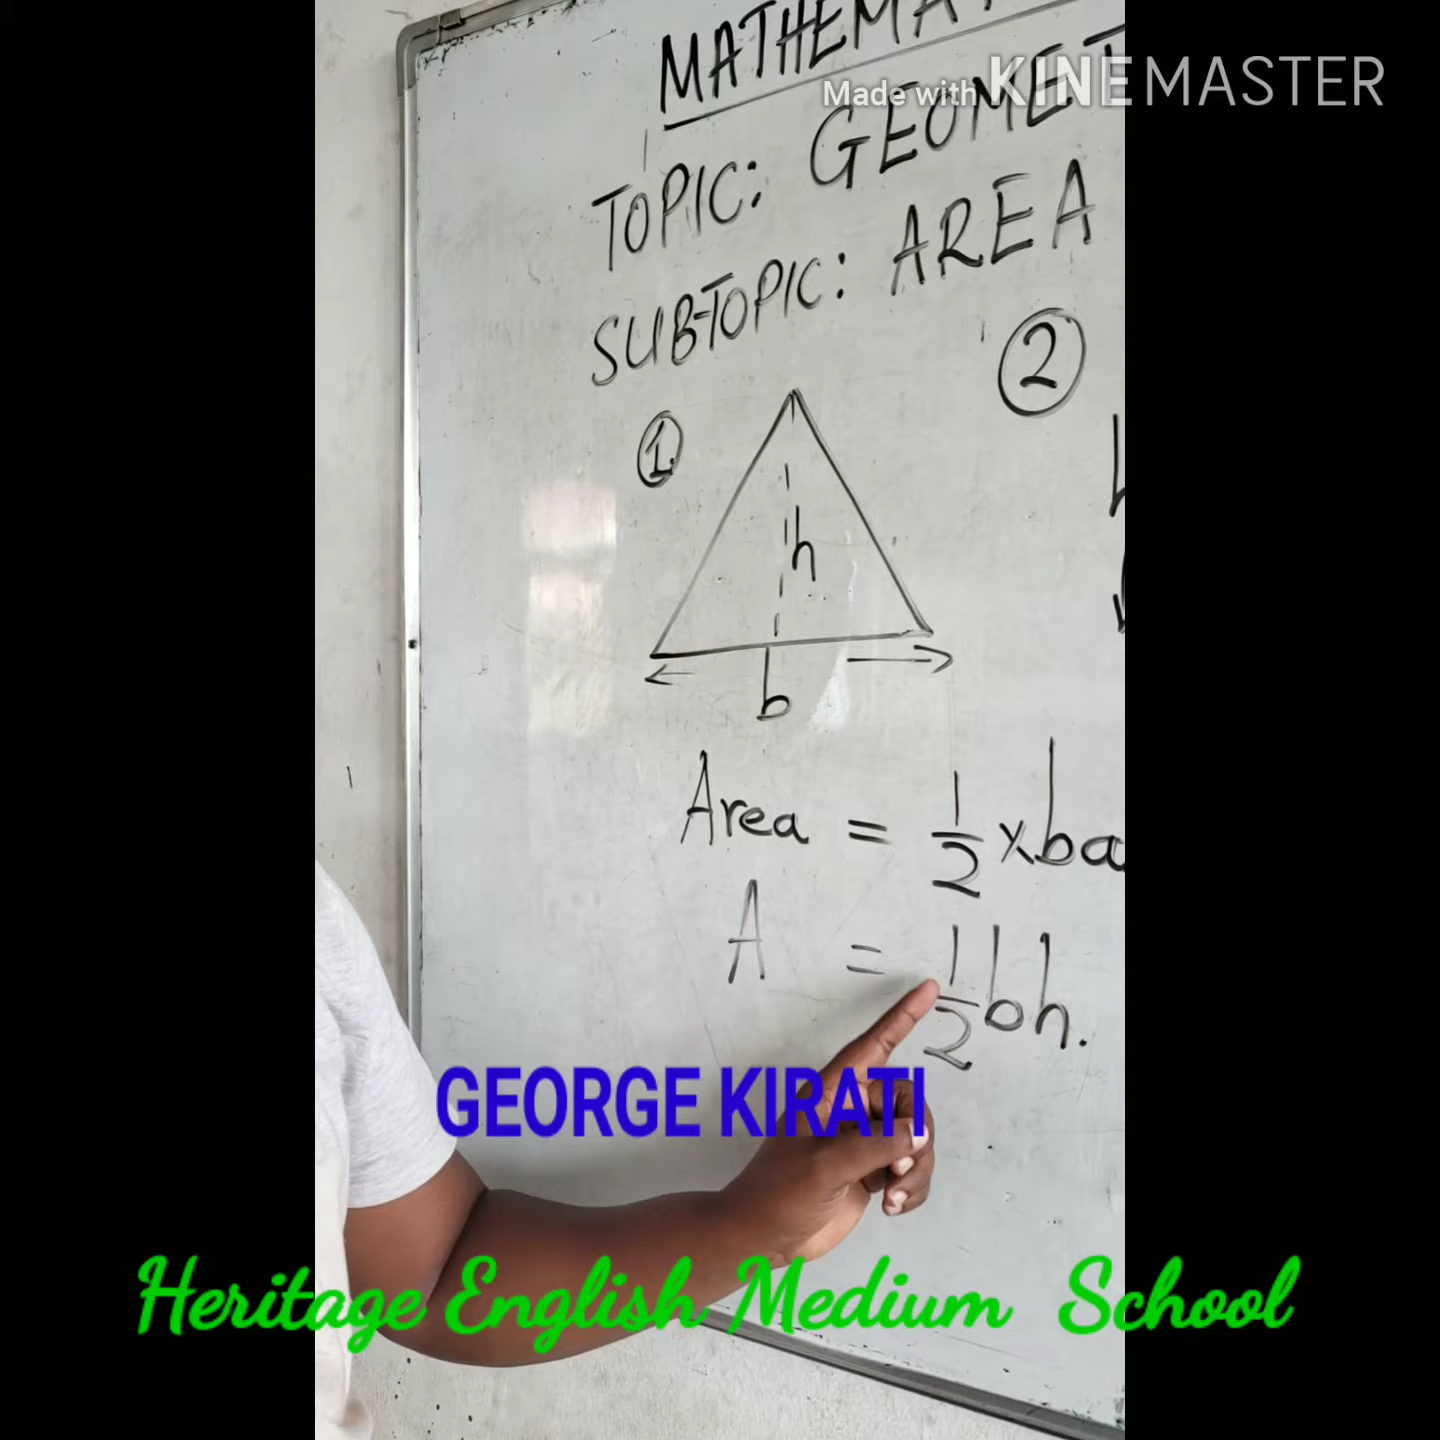 MATHEMA
Made with KINEMASTER
TOPIC: GEOMET
SUB-TOPIC: AREA
1.
2
h
b
Area = 1/2 x ba
A = 1/2 bh.
GEORGE KIRATI
Heritage English Medium School